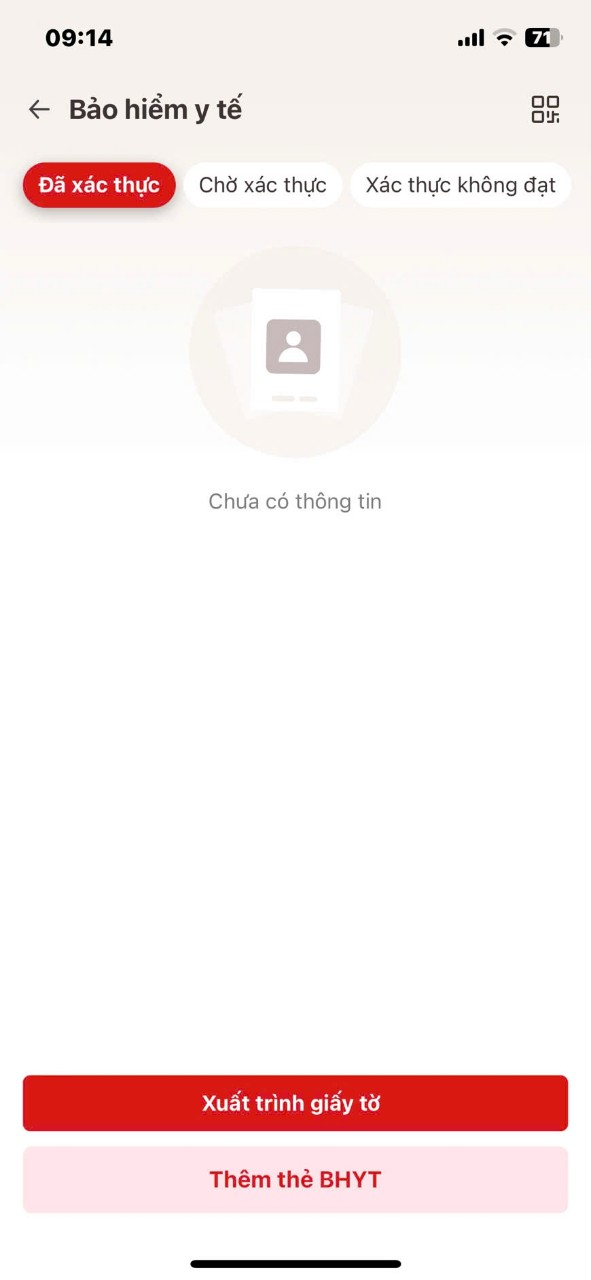 09:14
71
Bảo hiểm y tế
Đã xác thực
Chờ xác thực
Xác thực không đạt
Chưa có thông tin
Xuất trình giấy tờ
Thêm thẻ BHYT